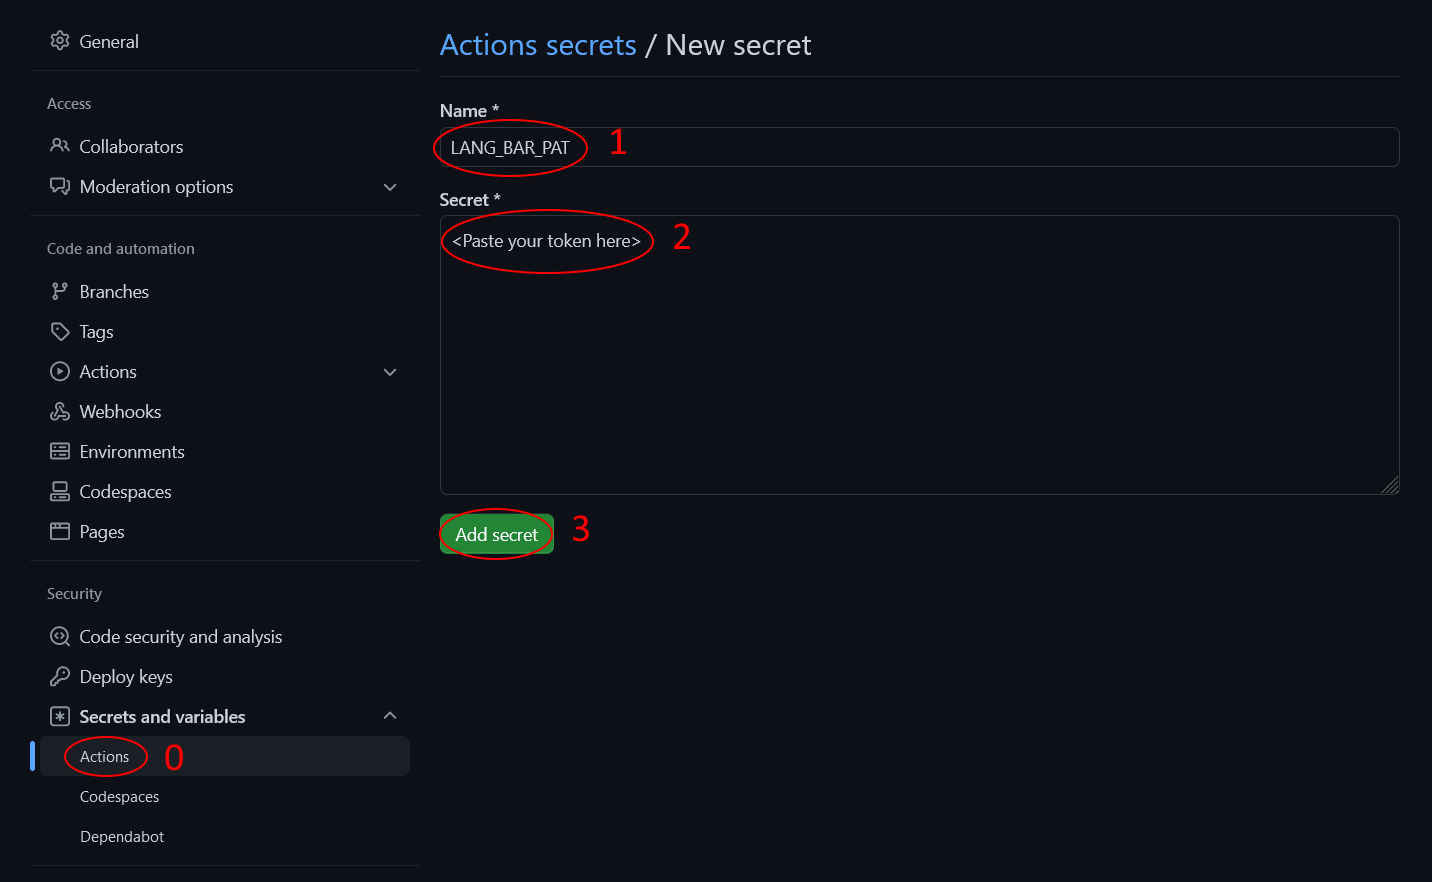 General
Access
Collaborators
Moderation options
Code and automation
Branches
Tags
Actions
Webhooks
Environments
Codespaces
Pages
Security
Code security and analysis
Deploy keys
Secrets and variables
Actions 0
Codespaces
Dependabot
Actions secrets / New secret
Name *
LANG_BAR_PAT 1
Secret *
<Paste your token here> 2
Add secret 3